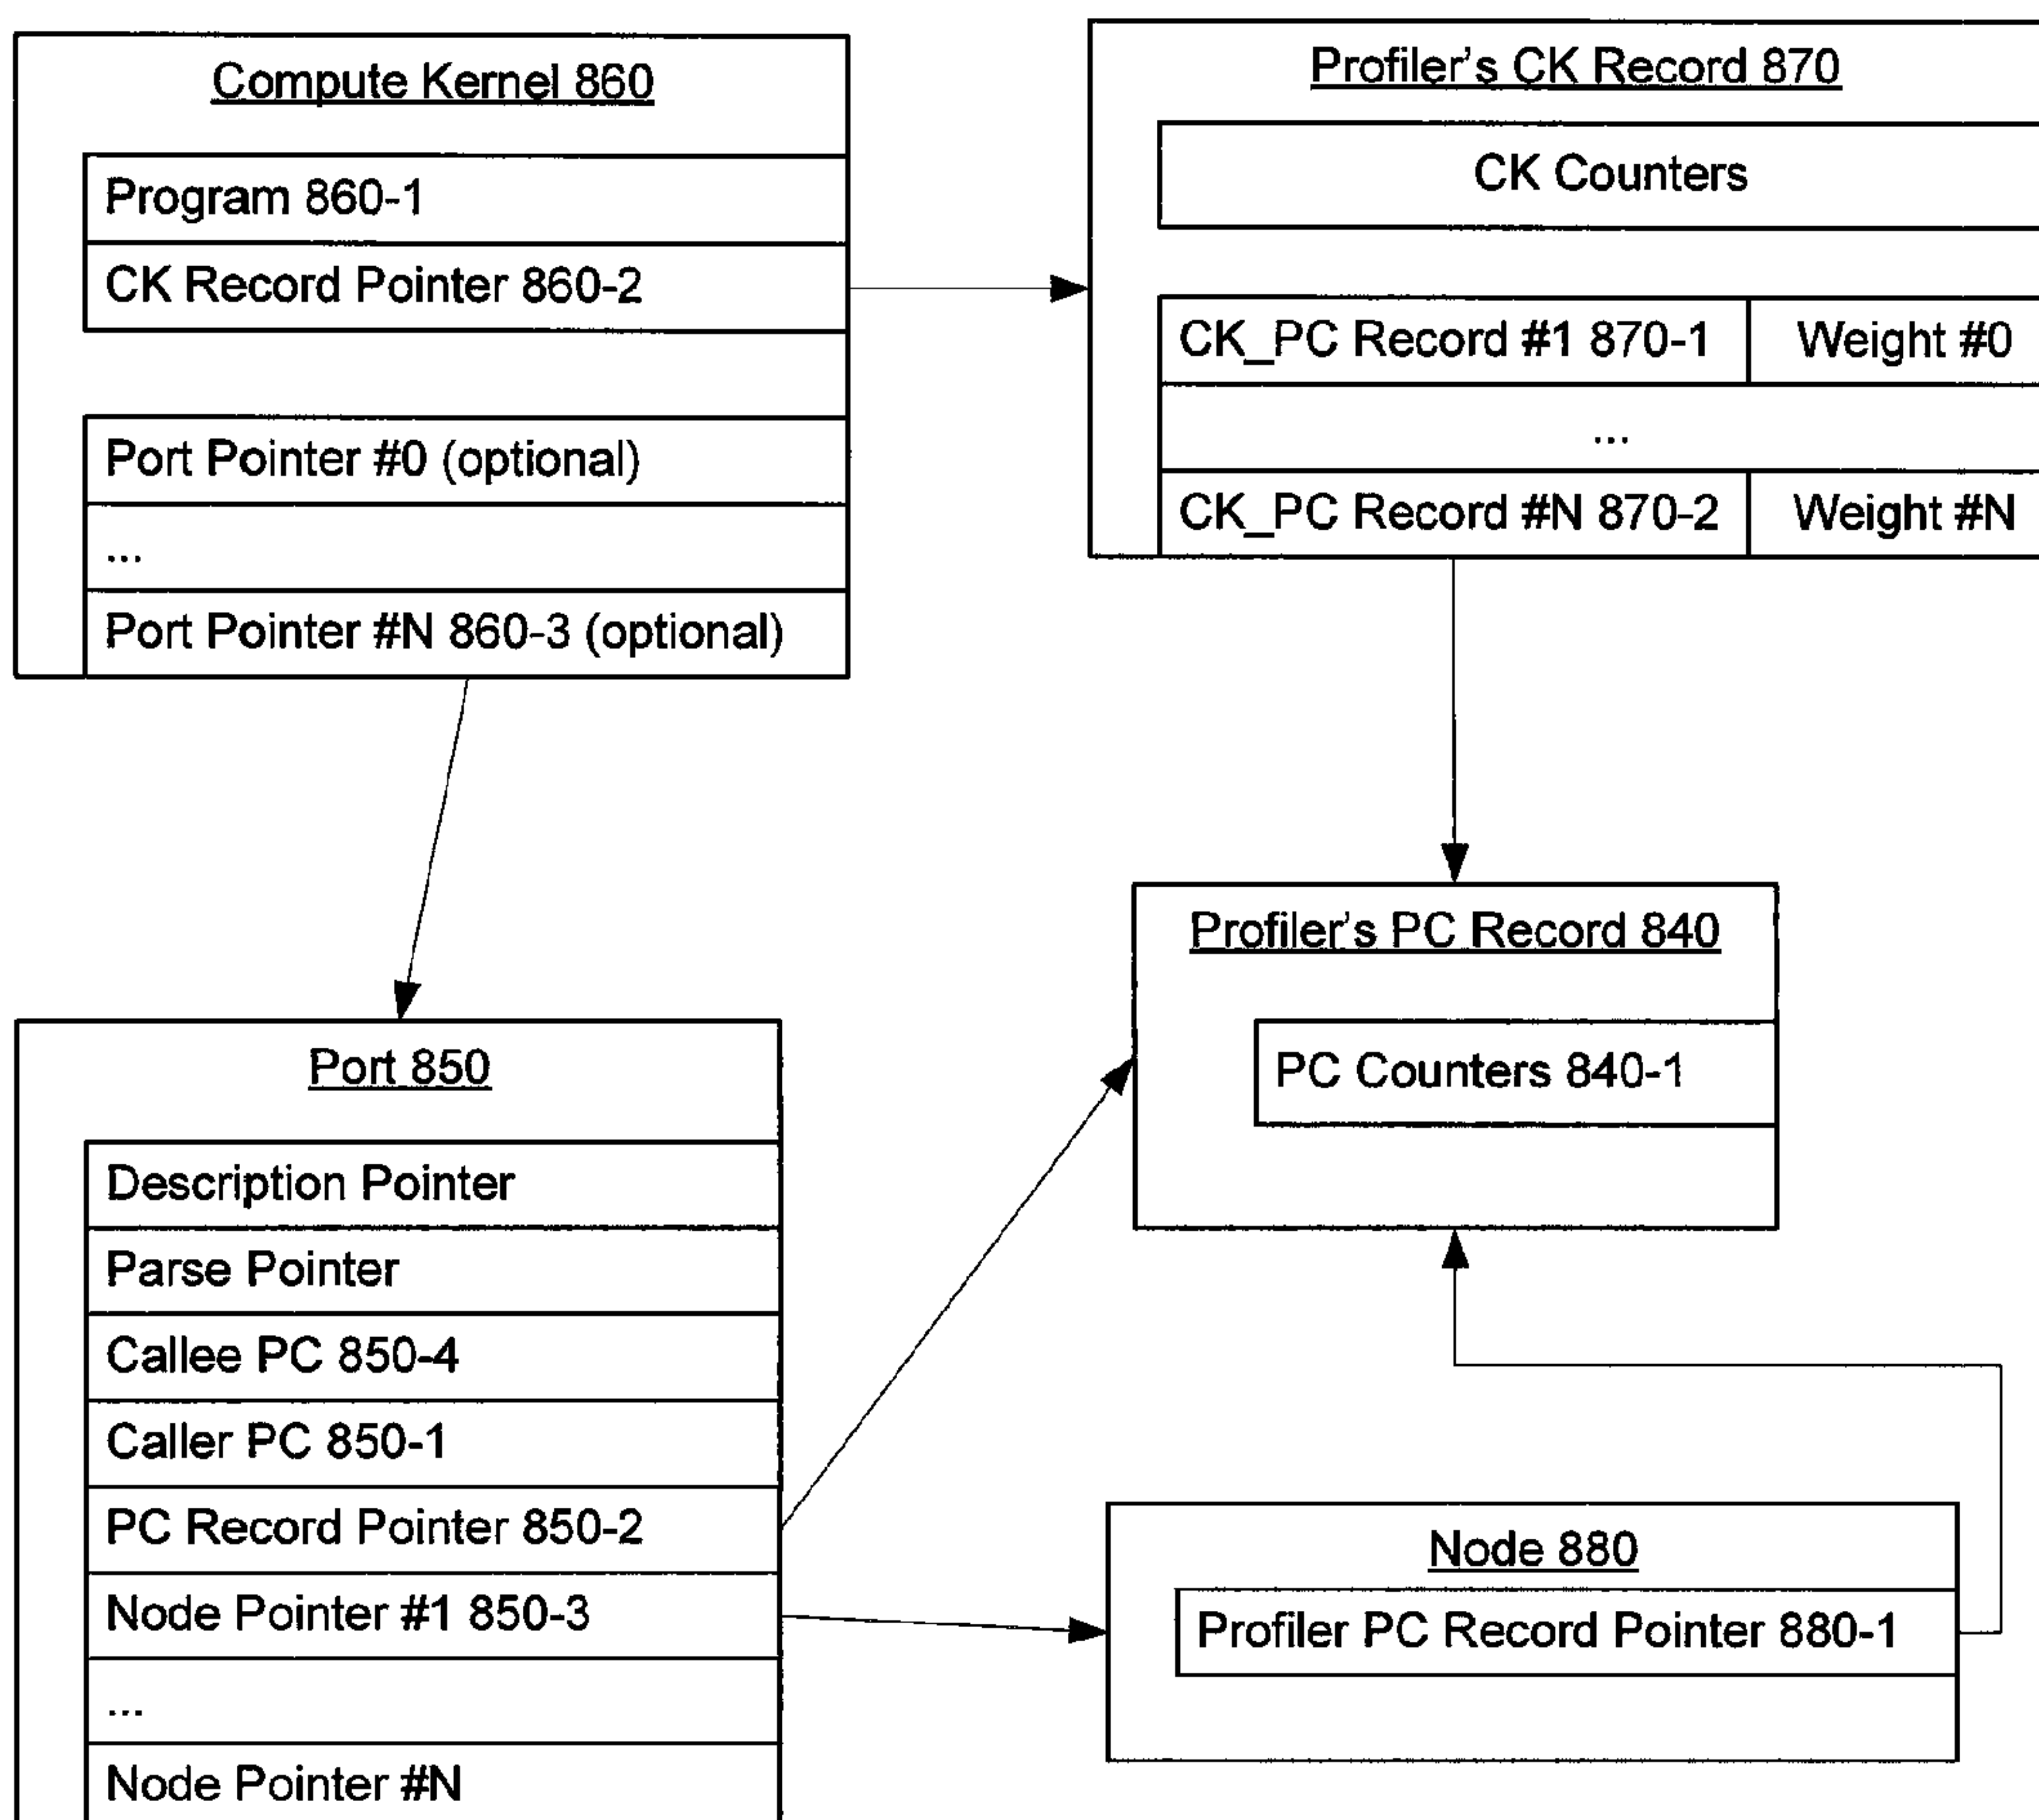 Compute Kernel 860
Program 860-1
CK Record Pointer 860-2
Port Pointer #0 (optional)
...
Port Pointer #N 860-3 (optional)
Profiler's CK Record 870
CK Counters
CK_PC Record #1 870-1 Weight #0
...
CK_PC Record #N 870-2 Weight #N
Profiler's PC Record 840
PC Counters 840-1
Port 850
Description Pointer
Parse Pointer
Callee PC 850-4
Caller PC 850-1
PC Record Pointer 850-2
Node Pointer #1 850-3
...
Node Pointer #N
Node 880
Profiler PC Record Pointer 880-1